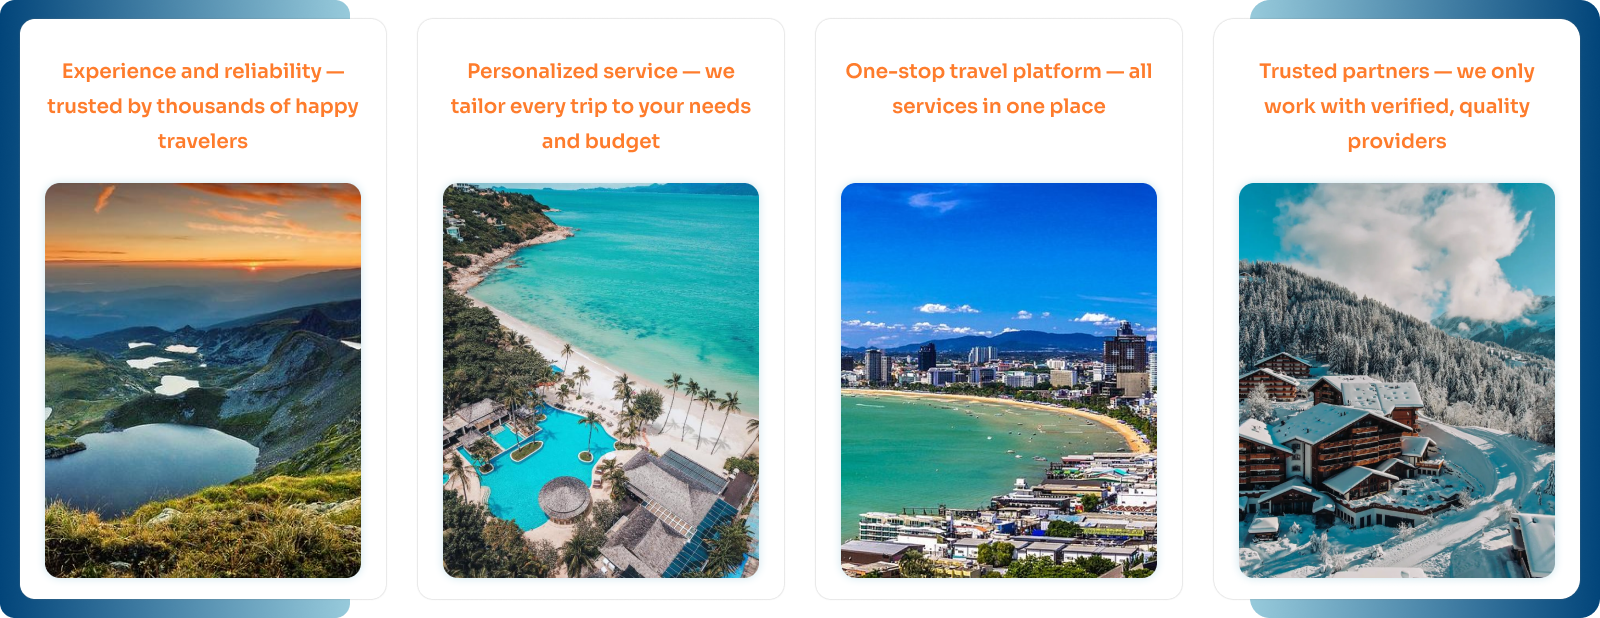 Experience and reliability —
trusted by thousands of happy
travelers
Personalized service — we
tailor every trip to your needs
and budget
One-stop travel platform — all
services in one place
Trusted partners — we only
work with verified, quality
providers